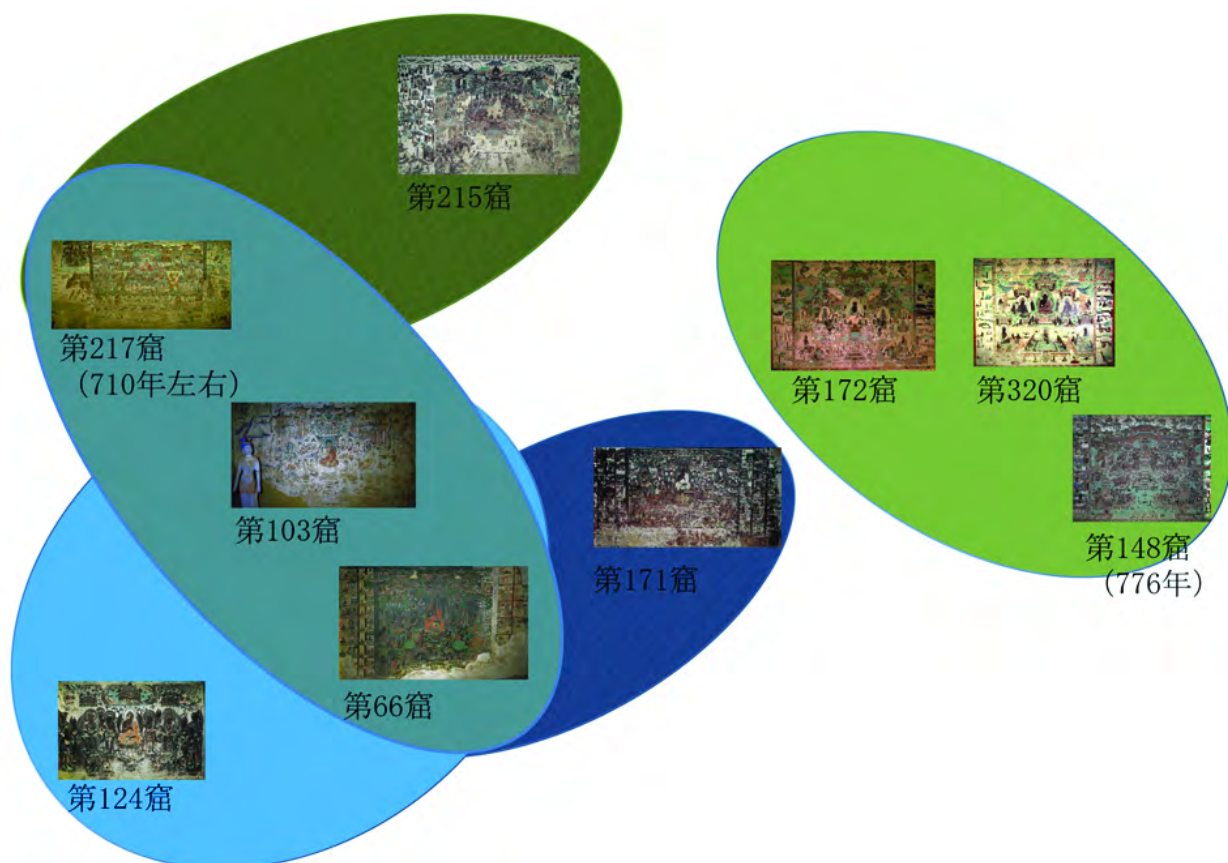 第215窟
第217窟
（710年左右）
第103窟
第66窟
第124窟
第171窟
第172窟
第320窟
第148窟
（776年）